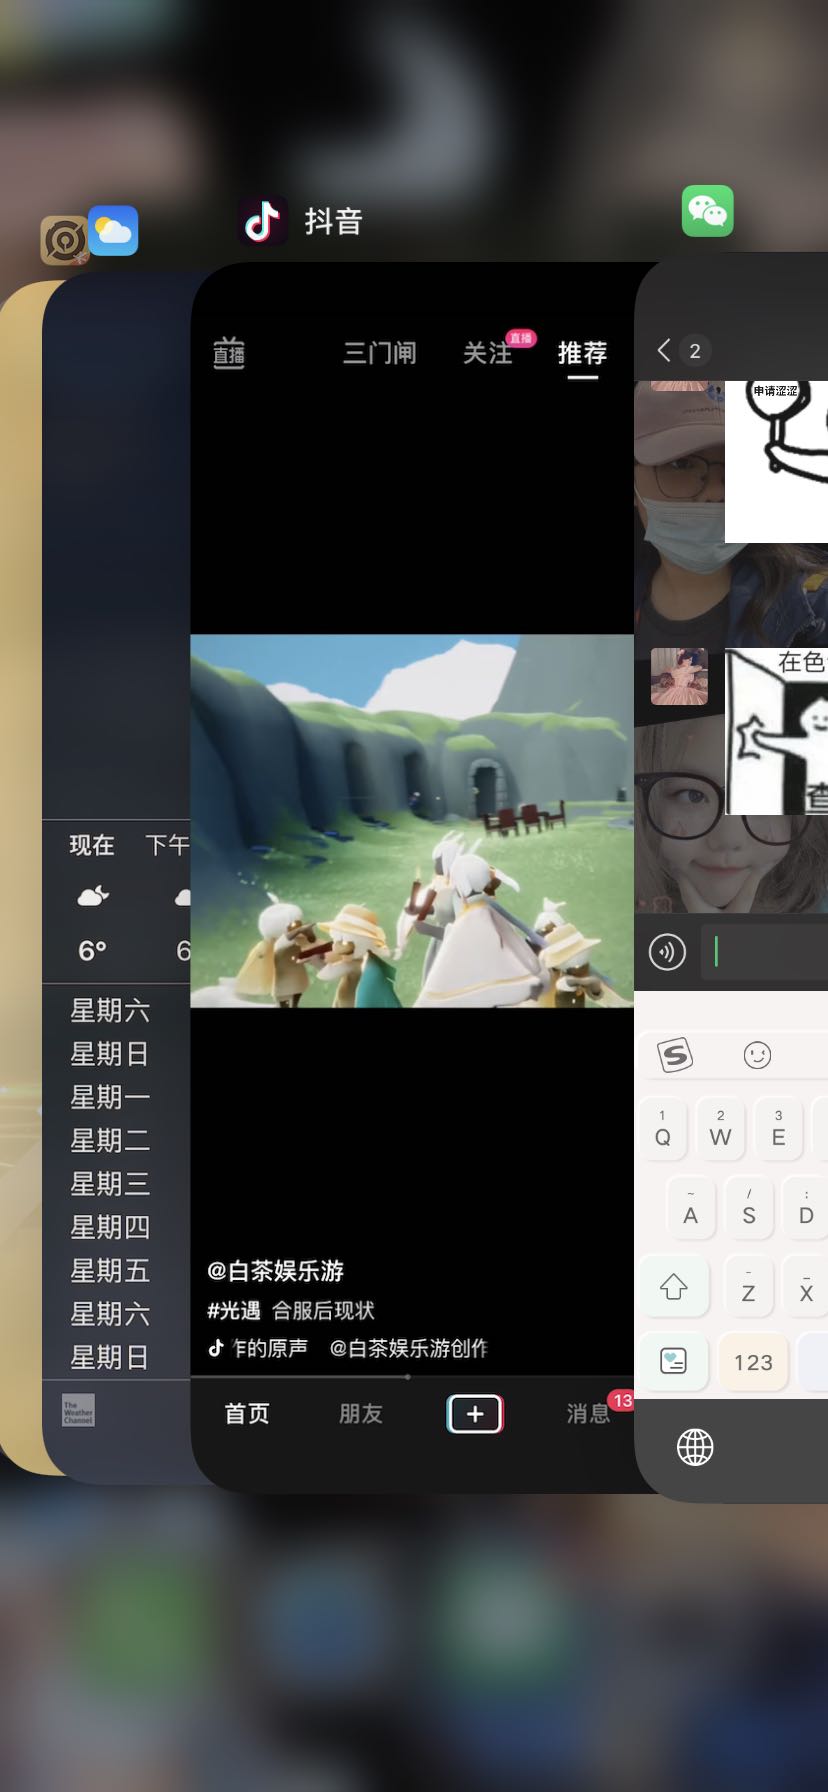 抖音
直播
三门闸
关注
直播
推荐
2
申请涩涩
在色
查
现在 下午
6° 6
星期六
星期日
星期一
星期二
星期三
星期四
星期五
星期六
星期日
The
Weather
Channel
@白茶娱乐游
#光遇 合服后现状
作的原声 @白茶娱乐游创作
首页
朋友
消息
13
S
1 2 3
Q W E
~ / :
A S D
- _
Z X
123